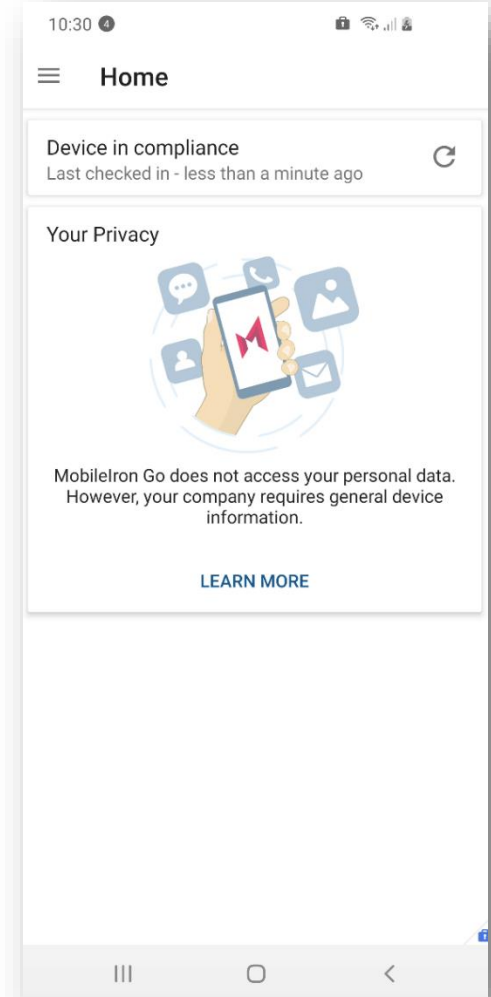 10:30 4
Home
Device in compliance
Last checked in - less than a minute ago
Your Privacy
MobileIron Go does not access your personal data.
However, your company requires general device
information.
LEARN MORE